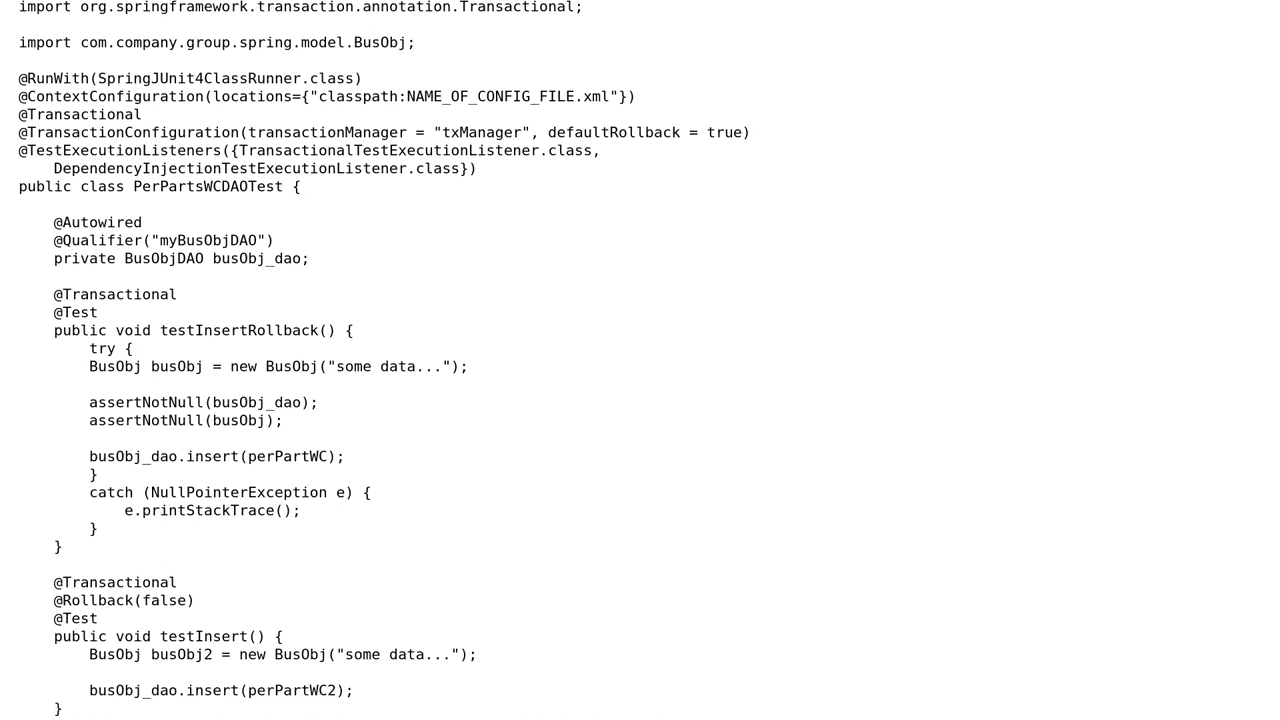 import org.springframework.transaction.annotation.Transactional;

import com.company.group.spring.model.BusObj;

@RunWith(SpringJUnit4ClassRunner.class)
@ContextConfiguration(locations={"classpath:NAME_OF_CONFIG_FILE.xml"})
@Transactional
@TransactionConfiguration(transactionManager = "txManager", defaultRollback = true)
@TestExecutionListeners({TransactionalTestExecutionListener.class,
    DependencyInjectionTestExecutionListener.class})
public class PerPartsWCDAOTest {

    @Autowired
    @Qualifier("myBusObjDAO")
    private BusObjDAO busObj_dao;

    @Transactional
    @Test
    public void testInsertRollback() {
        try {
        BusObj busObj = new BusObj("some data...");

        assertNotNull(busObj_dao);
        assertNotNull(busObj);

        busObj_dao.insert(perPartWC);
        }
        catch (NullPointerException e) {
            e.printStackTrace();
        }
    }

    @Transactional
    @Rollback(false)
    @Test
    public void testInsert() {
        BusObj busObj2 = new BusObj("some data...");

        busObj_dao.insert(perPartWC2);
    }